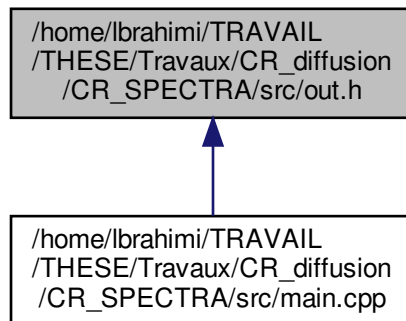 /home/lbrahimi/TRAVAIL
/THESE/Travaux/CR_diffusion
/CR_SPECTRA/src/out.h
/home/lbrahimi/TRAVAIL
/THESE/Travaux/CR_diffusion
/CR_SPECTRA/src/main.cpp